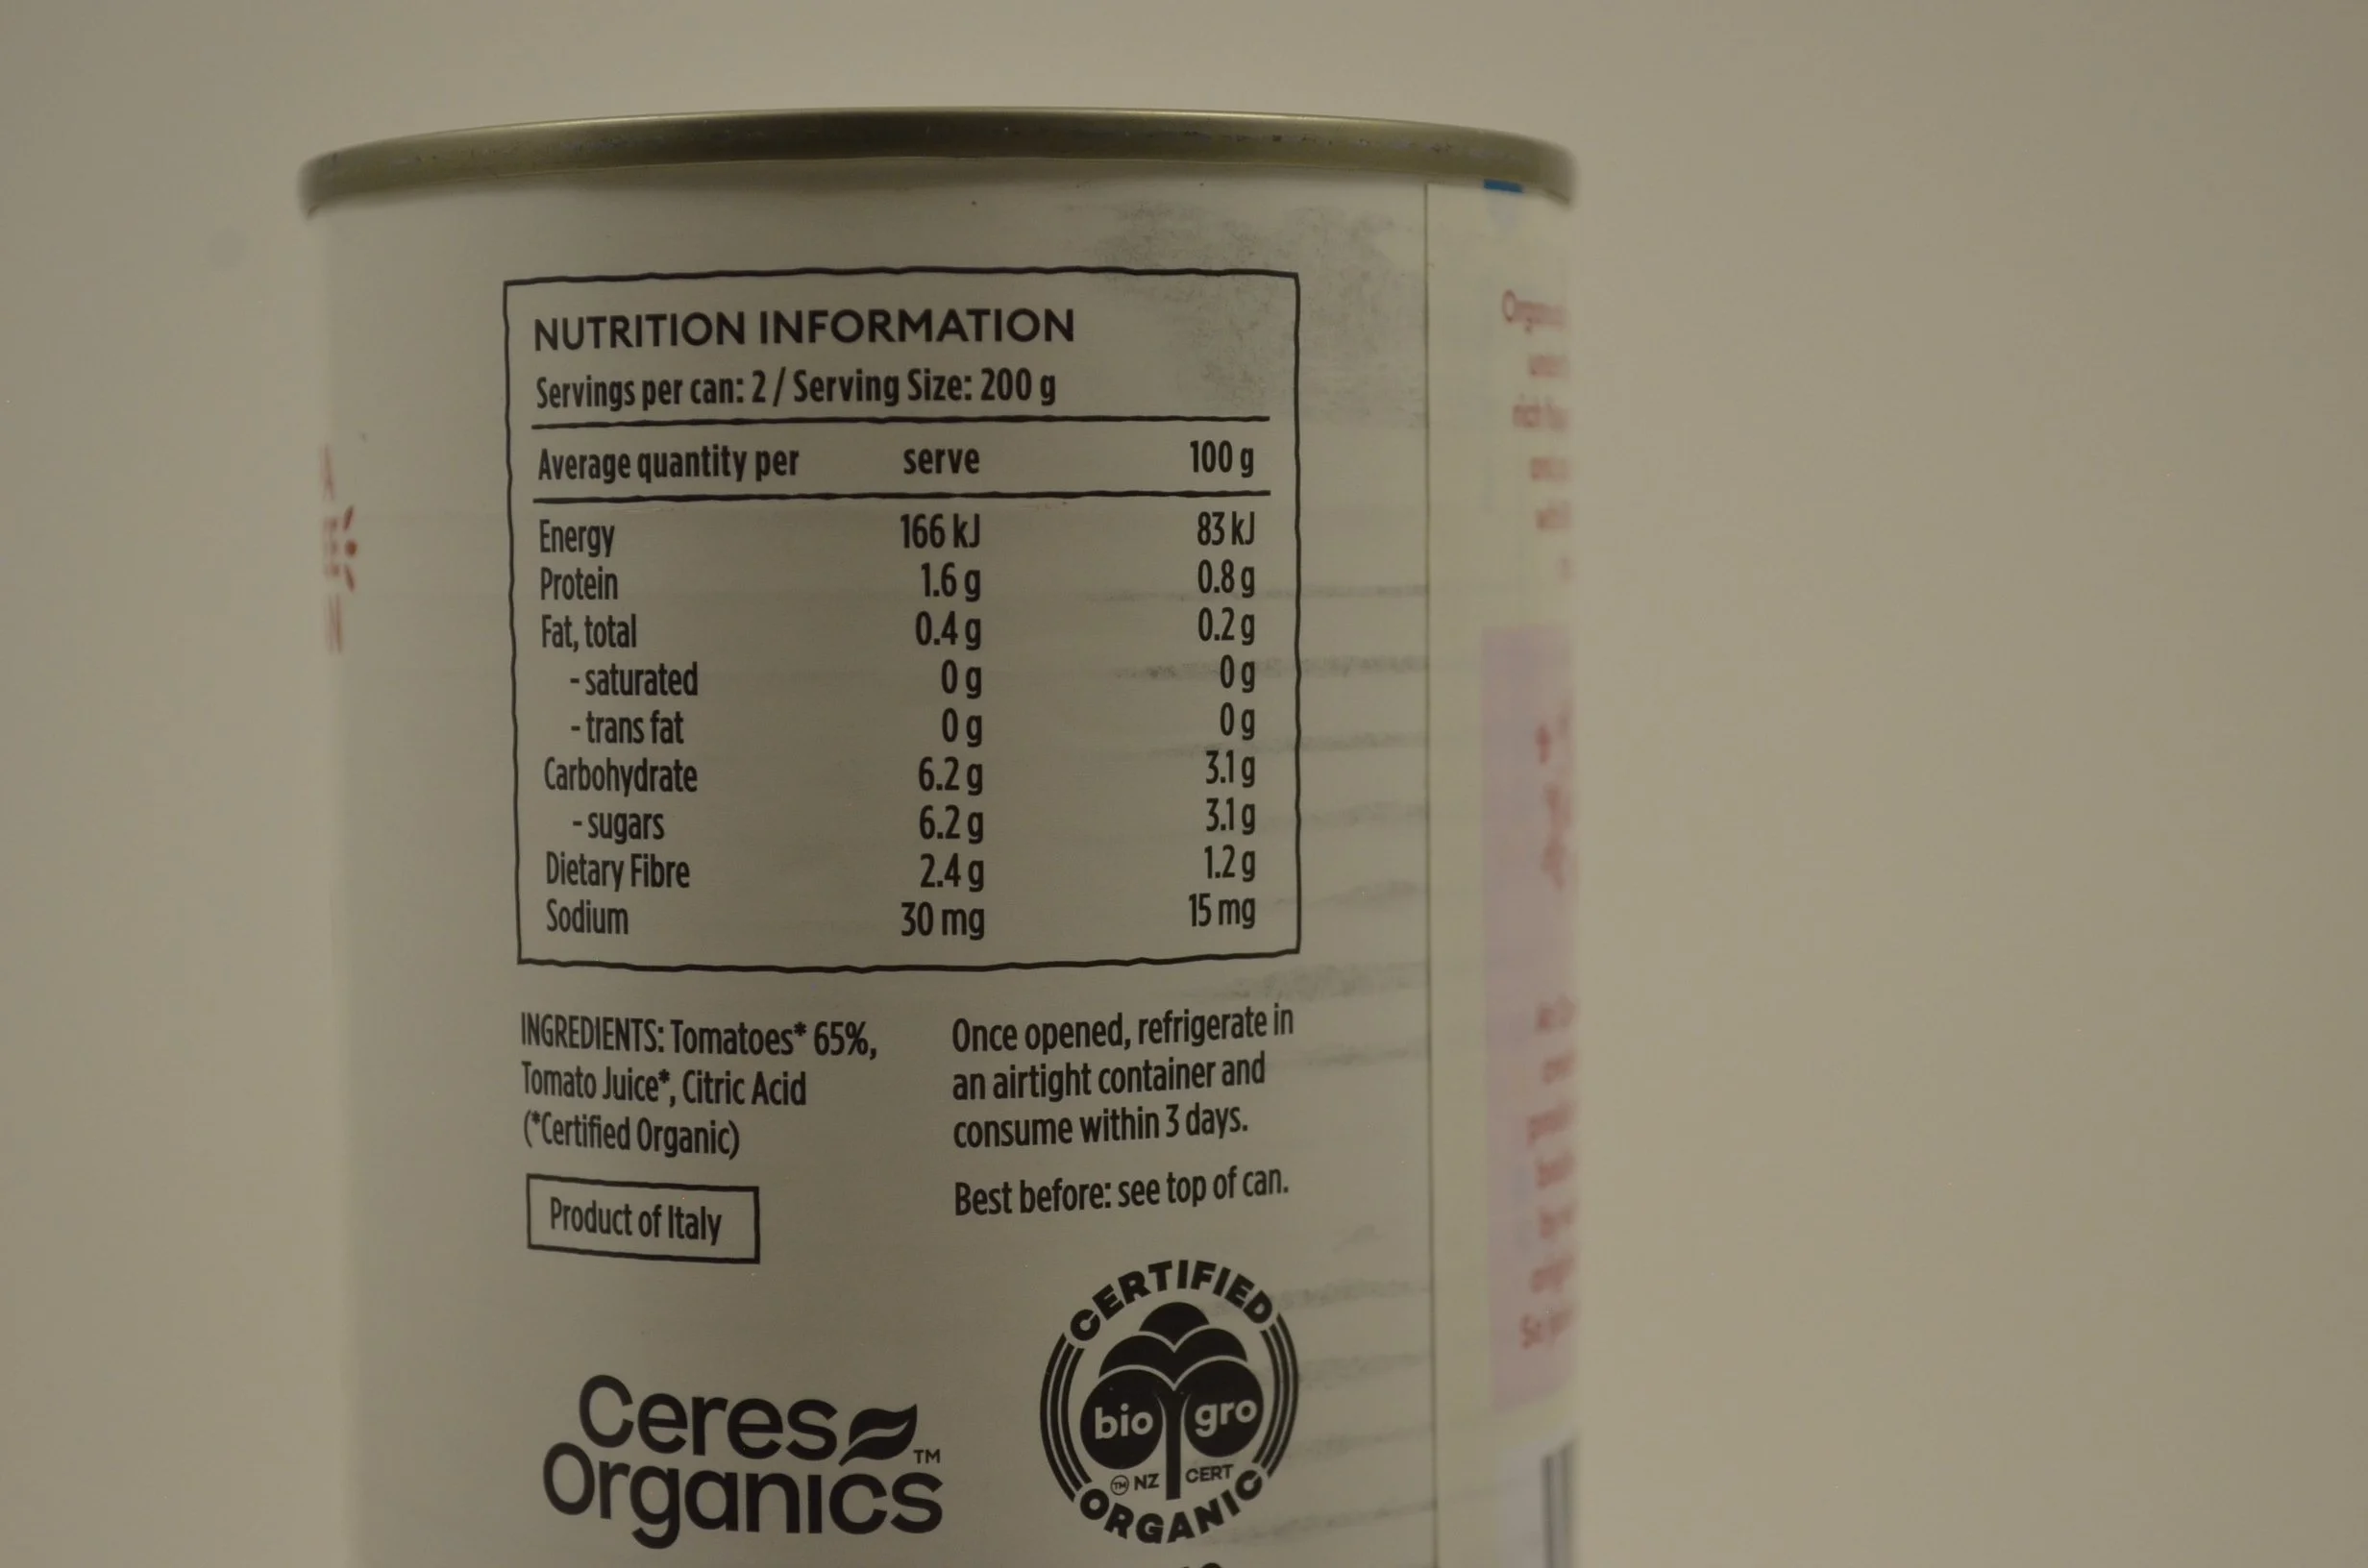 NUTRITION INFORMATION
Servings per can: 2 / Serving Size: 200 g
Average quantity per serve 100 g
Energy 166 kJ 83 kJ
Protein 1.6 g 0.8 g
Fat, total 0.4 g 0.2 g
- saturated 0 g 0 g
- trans fat 0 g 0 g
Carbohydrate 6.2 g 3.1 g
- sugars 6.2 g 3.1 g
Dietary Fibre 2.4 g 1.2 g
Sodium 30 mg 15 mg
INGREDIENTS: Tomatoes* 65%,
Tomato Juice*, Citric Acid
(*Certified Organic)
Product of Italy
Once opened, refrigerate in
an airtight container and
consume within 3 days.
Best before: see top of can.
Ceres
Organics™
CERTIFIED
bio gro
™ NZ CERT
ORGANIC